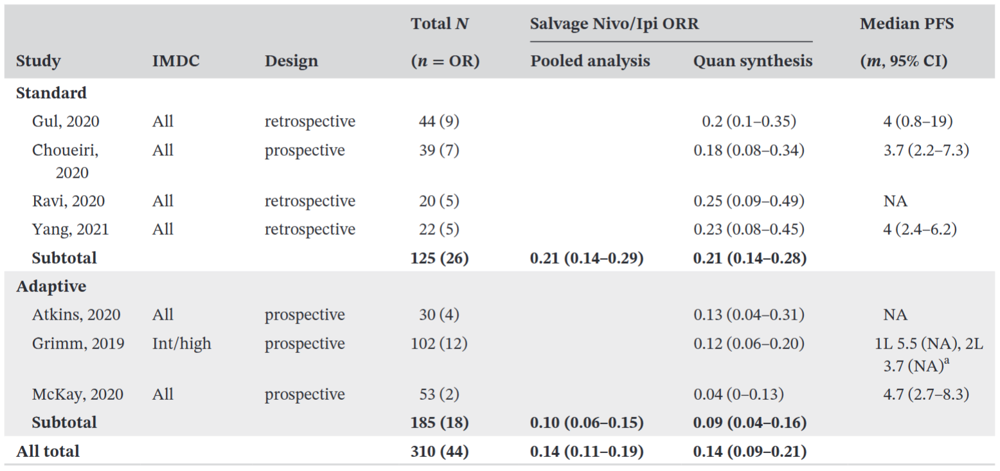 Total N Salvage Nivo/Ipi ORR Median PFS
Study IMDC Design (n = OR) Pooled analysis Quan synthesis (m, 95% CI)
Standard
Gul, 2020 All retrospective 44 (9) 0.2 (0.1–0.35) 4 (0.8–19)
Choueiri, All prospective 39 (7) 0.18 (0.08–0.34) 3.7 (2.2–7.3)
2020
Ravi, 2020 All retrospective 20 (5) 0.25 (0.09–0.49) NA
Yang, 2021 All retrospective 22 (5) 0.23 (0.08–0.45) 4 (2.4–6.2)
Subtotal 125 (26) 0.21 (0.14–0.29) 0.21 (0.14–0.28)
Adaptive
Atkins, 2020 All prospective 30 (4) 0.13 (0.04–0.31) NA
Grimm, 2019 Int/high prospective 102 (12) 0.12 (0.06–0.20) 1L 5.5 (NA), 2L
3.7 (NA)a
McKay, 2020 All prospective 53 (2) 0.04 (0–0.13) 4.7 (2.7–8.3)
Subtotal 185 (18) 0.10 (0.06–0.15) 0.09 (0.04–0.16)
All total 310 (44) 0.14 (0.11–0.19) 0.14 (0.09–0.21)